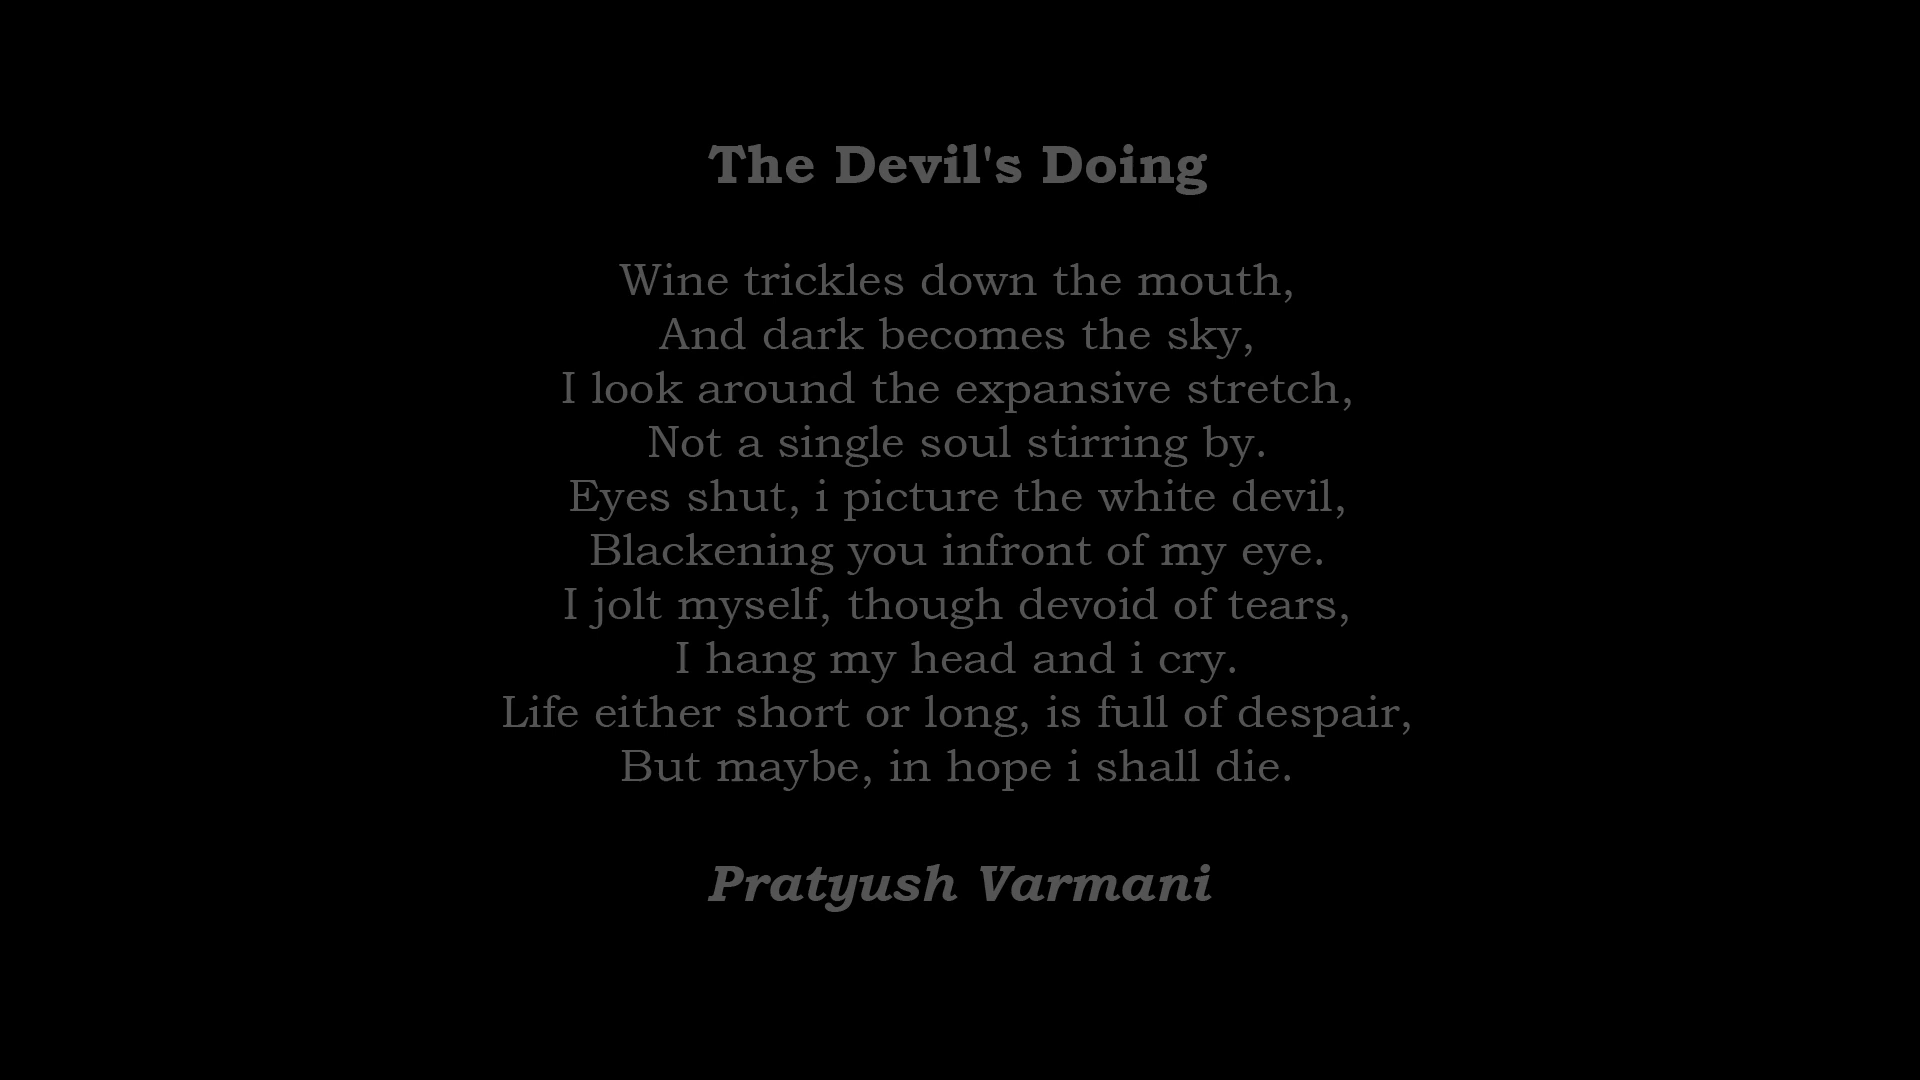 The Devil's Doing
Wine trickles down the mouth,
And dark becomes the sky,
I look around the expansive stretch,
Not a single soul stirring by.
Eyes shut, i picture the white devil,
Blackening you infront of my eye.
I jolt myself, though devoid of tears,
I hang my head and i cry.
Life either short or long, is full of despair,
But maybe, in hope i shall die.
Pratyush Varmani